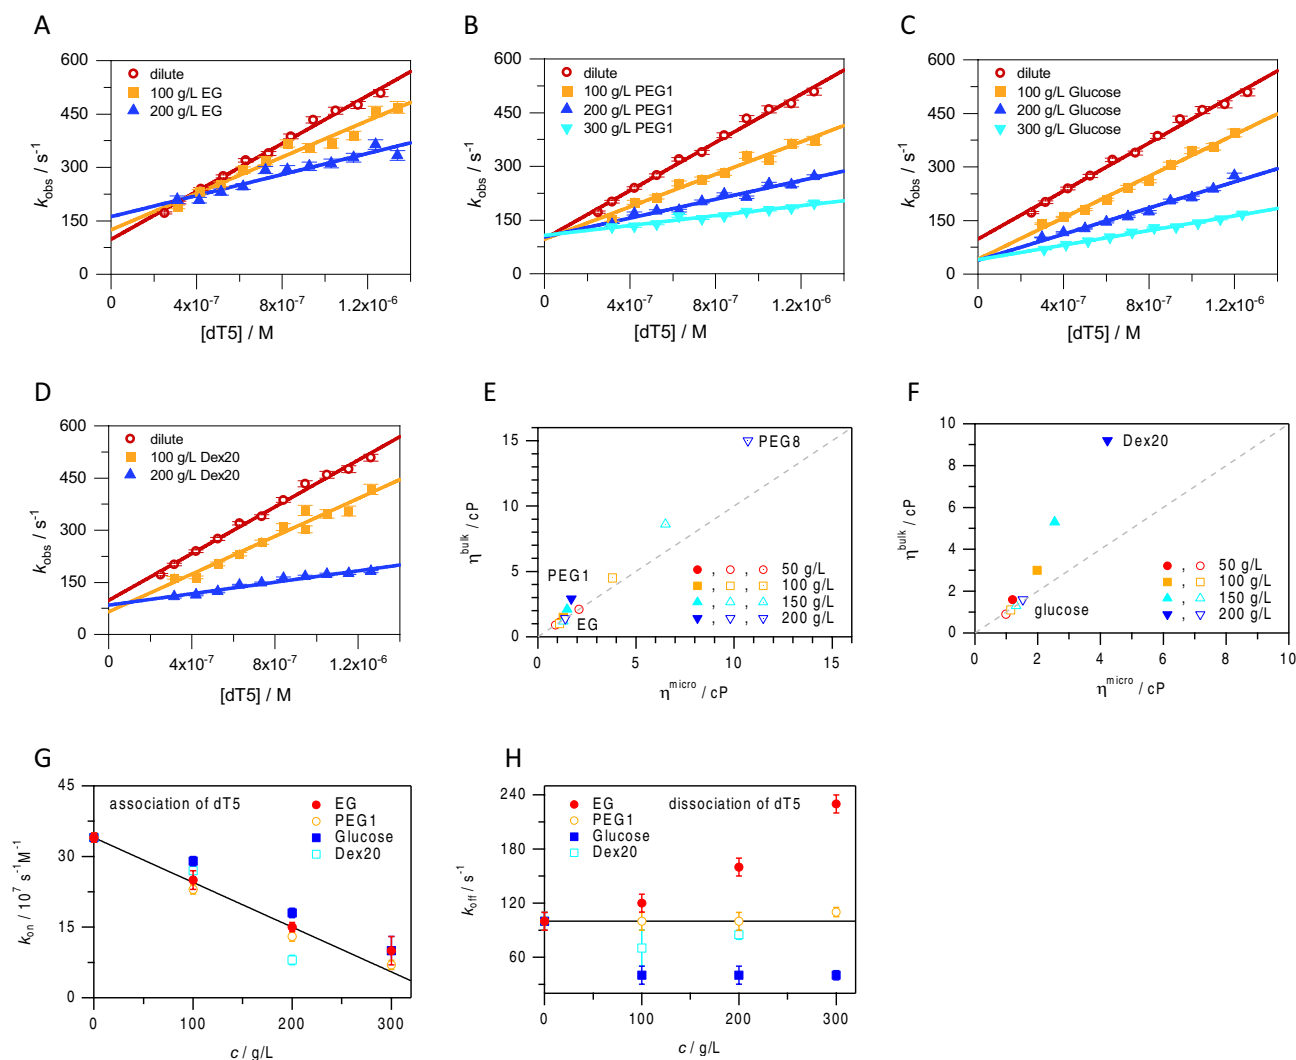 A
600
450
300
150
0
k_obs / s⁻¹
dilute
100 g/L EG
200 g/L EG
0
4x10⁻⁷
8x10⁻⁷
1.2x10⁻⁶
[dT5] / M
B
600
450
300
150
0
k_obs / s⁻¹
dilute
100 g/L PEG1
200 g/L PEG1
300 g/L PEG1
0
4x10⁻⁷
8x10⁻⁷
1.2x10⁻⁶
[dT5] / M
C
600
450
300
150
0
k_obs / s⁻¹
dilute
100 g/L Glucose
200 g/L Glucose
300 g/L Glucose
0
4x10⁻⁷
8x10⁻⁷
1.2x10⁻⁶
[dT5] / M
D
600
450
300
150
0
k_obs / s⁻¹
dilute
100 g/L Dex20
200 g/L Dex20
0
4x10⁻⁷
8x10⁻⁷
1.2x10⁻⁶
[dT5] / M
E
15
10
5
0
η^bulk / cP
PEG8
PEG1
EG
, , 50 g/L
, , 100 g/L
, , 150 g/L
, , 200 g/L
0
5
10
15
η^micro / cP
F
10
8
6
4
2
0
η^bulk / cP
Dex20
glucose
, 50 g/L
, 100 g/L
, 150 g/L
, 200 g/L
0
2
4
6
8
10
η^micro / cP
G
45
30
15
0
k_on / 10⁷ s⁻¹M⁻¹
association of dT5
EG
PEG1
Glucose
Dex20
0
100
200
300
c / g/L
H
240
180
120
60
k_off / s⁻¹
EG
PEG1
Glucose
Dex20
dissociation of dT5
0
100
200
300
c / g/L